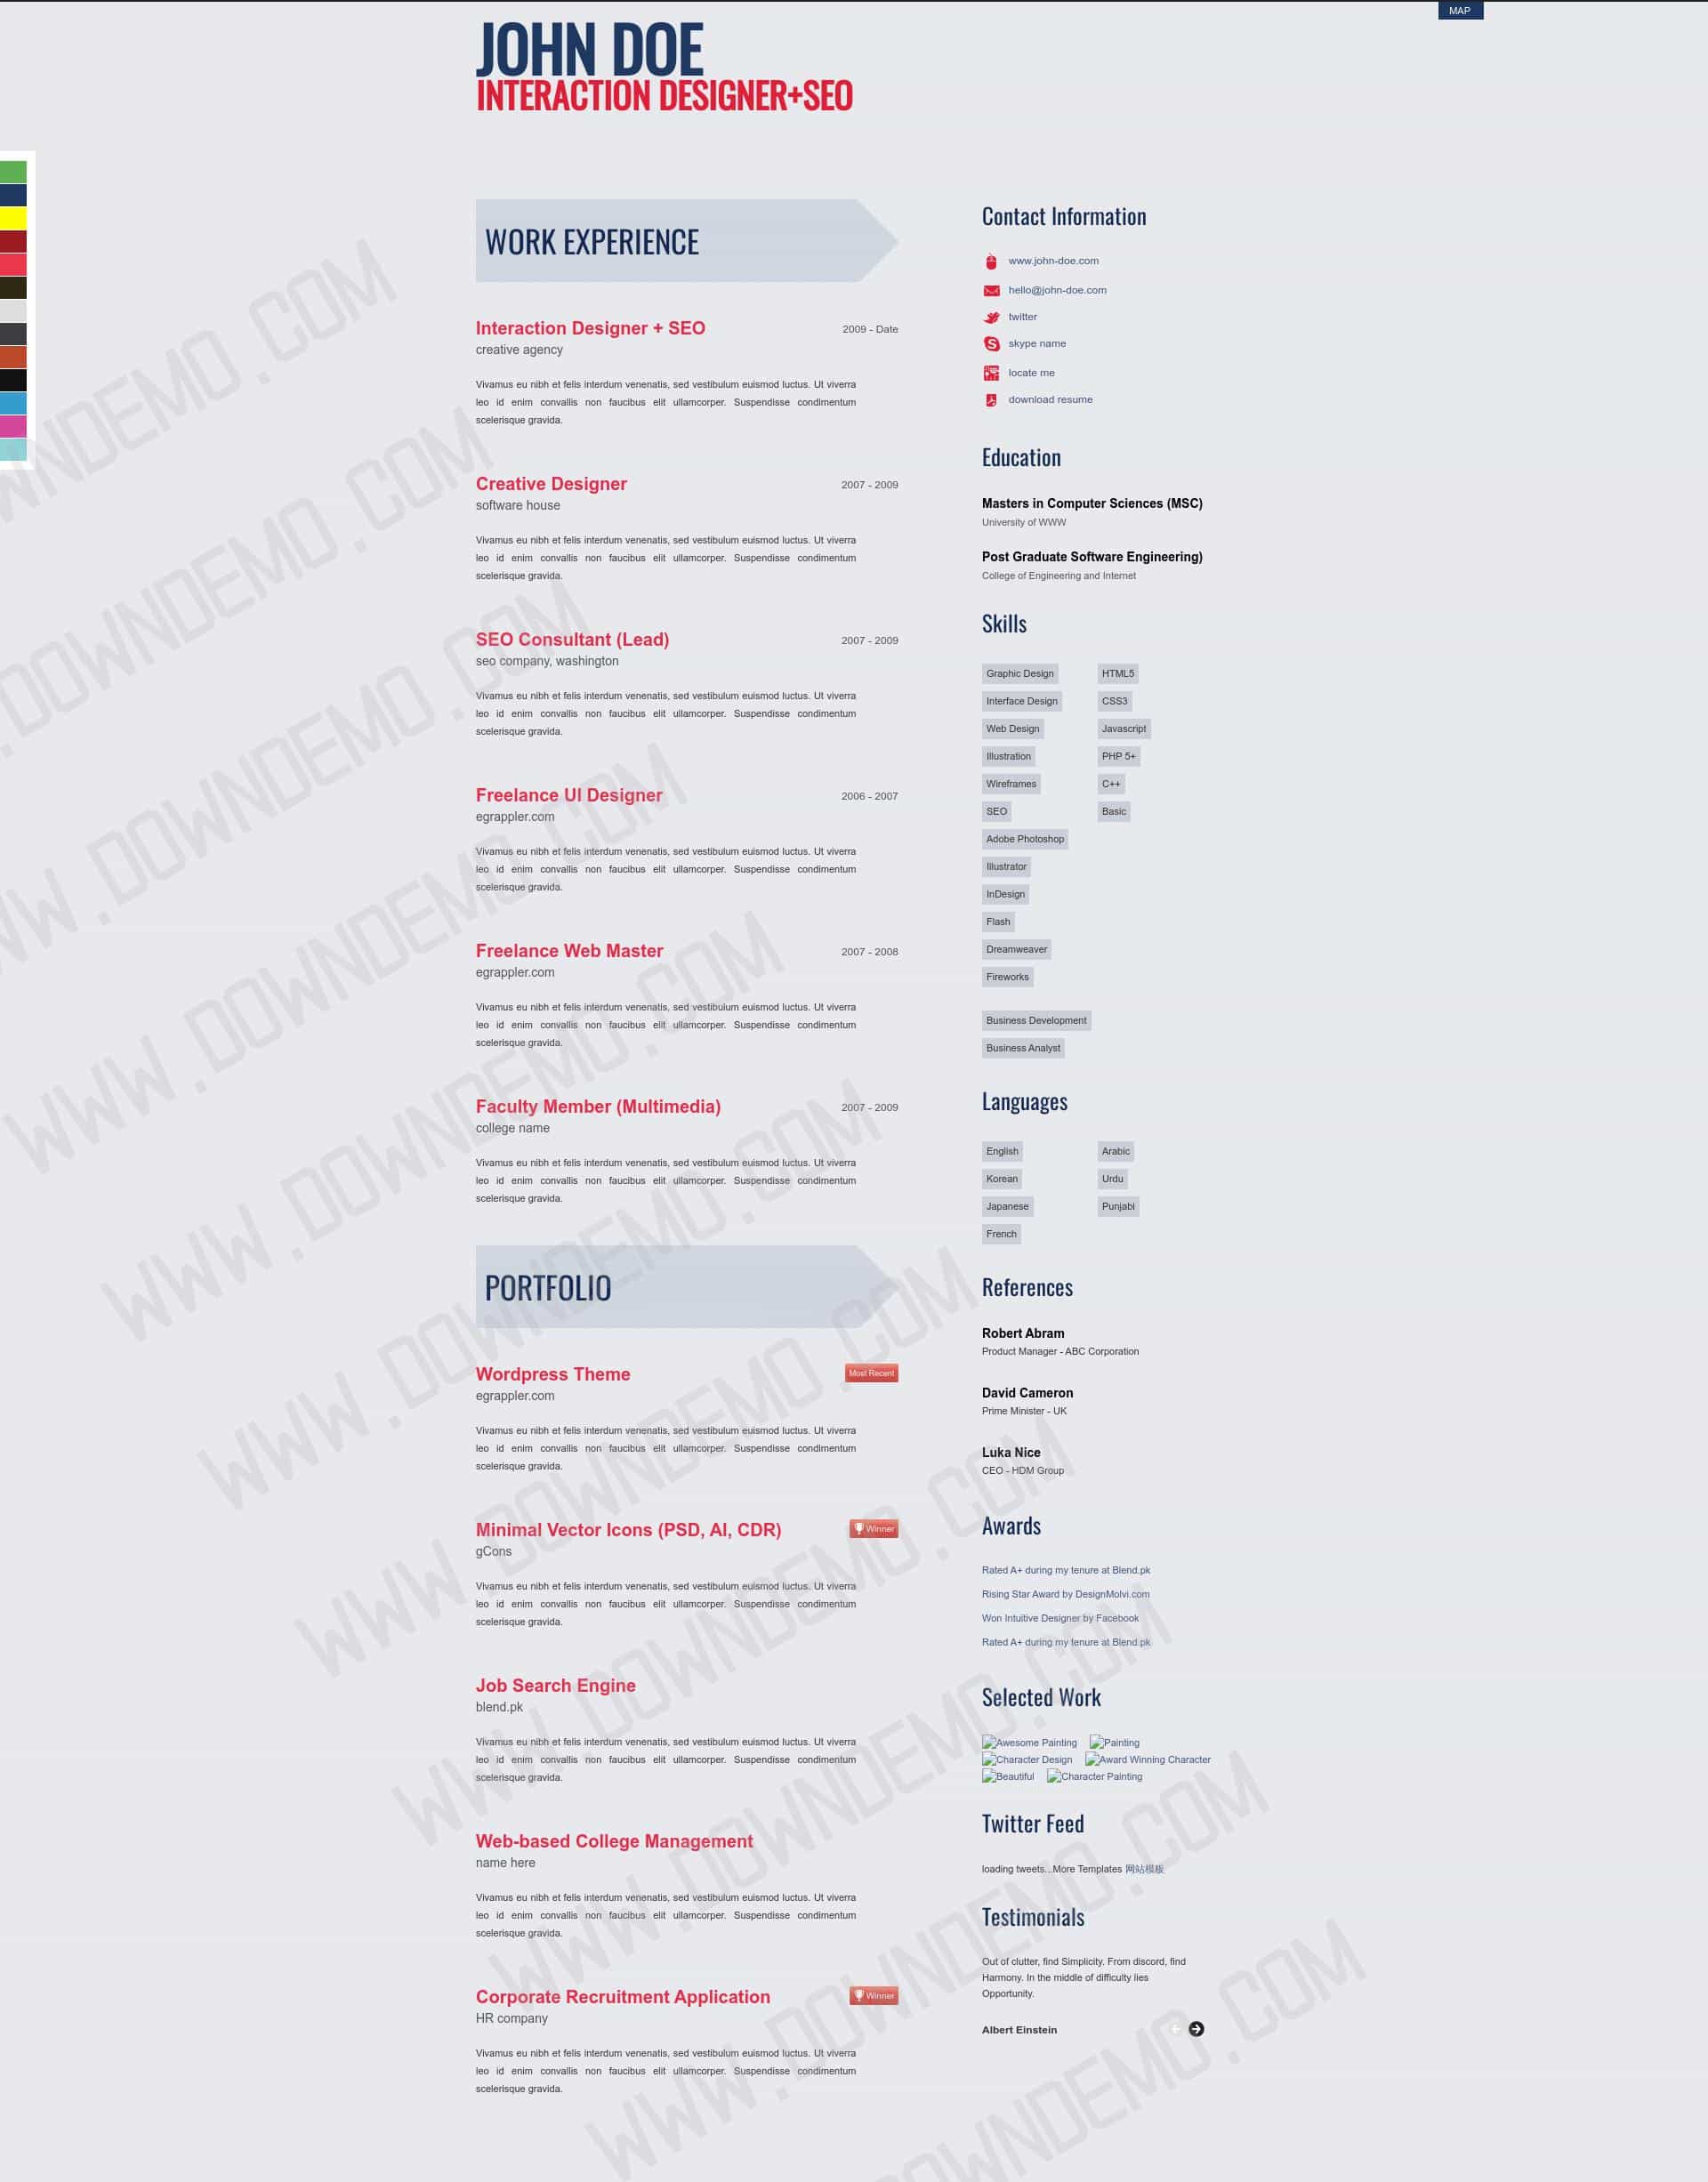 MAP
JOHN DOE
INTERACTION DESIGNER+SEO
WORK EXPERIENCE
Interaction Designer + SEO
2009 - Date
creative agency
Vivamus eu nibh et felis interdum venenatis, sed vestibulum euismod luctus. Ut viverra
leo id enim convallis non faucibus elit ullamcorper. Suspendisse condimentum
scelerisque gravida.
Creative Designer
2007 - 2009
software house
Vivamus eu nibh et felis interdum venenatis, sed vestibulum euismod luctus. Ut viverra
leo id enim convallis non faucibus elit ullamcorper. Suspendisse condimentum
scelerisque gravida.
SEO Consultant (Lead)
2007 - 2009
seo company, washington
Vivamus eu nibh et felis interdum venenatis, sed vestibulum euismod luctus. Ut viverra
leo id enim convallis non faucibus elit ullamcorper. Suspendisse condimentum
scelerisque gravida.
Freelance UI Designer
2006 - 2007
egrappler.com
Vivamus eu nibh et felis interdum venenatis, sed vestibulum euismod luctus. Ut viverra
leo id enim convallis non faucibus elit ullamcorper. Suspendisse condimentum
scelerisque gravida.
Freelance Web Master
2007 - 2008
egrappler.com
Vivamus eu nibh et felis interdum venenatis, sed vestibulum euismod luctus. Ut viverra
leo id enim convallis non faucibus elit ullamcorper. Suspendisse condimentum
scelerisque gravida.
Faculty Member (Multimedia)
2007 - 2009
college name
Vivamus eu nibh et felis interdum venenatis, sed vestibulum euismod luctus. Ut viverra
leo id enim convallis non faucibus elit ullamcorper. Suspendisse condimentum
scelerisque gravida.
PORTFOLIO
Wordpress Theme
Most Recent
egrappler.com
Vivamus eu nibh et felis interdum venenatis, sed vestibulum euismod luctus. Ut viverra
leo id enim convallis non faucibus elit ullamcorper. Suspendisse condimentum
scelerisque gravida.
Minimal Vector Icons (PSD, AI, CDR)
Winner
gCons
Vivamus eu nibh et felis interdum venenatis, sed vestibulum euismod luctus. Ut viverra
leo id enim convallis non faucibus elit ullamcorper. Suspendisse condimentum
scelerisque gravida.
Job Search Engine
blend.pk
Vivamus eu nibh et felis interdum venenatis, sed vestibulum euismod luctus. Ut viverra
leo id enim convallis non faucibus elit ullamcorper. Suspendisse condimentum
scelerisque gravida.
Web-based College Management
name here
Vivamus eu nibh et felis interdum venenatis, sed vestibulum euismod luctus. Ut viverra
leo id enim convallis non faucibus elit ullamcorper. Suspendisse condimentum
scelerisque gravida.
Corporate Recruitment Application
Winner
HR company
Vivamus eu nibh et felis interdum venenatis, sed vestibulum euismod luctus. Ut viverra
leo id enim convallis non faucibus elit ullamcorper. Suspendisse condimentum
scelerisque gravida.
Contact Information
www.john-doe.com
hello@john-doe.com
twitter
skype name
locate me
download resume
Education
Masters in Computer Sciences (MSC)
University of WWW
Post Graduate Software Engineering)
College of Engineering and Internet
Skills
Graphic Design
Interface Design
Web Design
Illustration
Wireframes
SEO
Adobe Photoshop
Illustrator
InDesign
Flash
Dreamweaver
Fireworks
HTML5
CSS3
Javascript
PHP 5+
C++
Basic
Business Development
Business Analyst
Languages
English
Korean
Japanese
French
Arabic
Urdu
Punjabi
References
Robert Abram
Product Manager - ABC Corporation
David Cameron
Prime Minister - UK
Luka Nice
CEO - HDM Group
Awards
Rated A+ during my tenure at Blend.pk
Rising Star Award by DesignMolvi.com
Won Intuitive Designer by Facebook
Rated A+ during my tenure at Blend.pk
Selected Work
Awesome Painting Painting
Character Design Award Winning Character
Beautiful Character Painting
Twitter Feed
loading tweets...More Templates 网站模板
Testimonials
Out of clutter, find Simplicity. From discord, find
Harmony. In the middle of difficulty lies
Opportunity.
Albert Einstein
WWW.DOWNDEMO.COM
WWW.DOWNDEMO.COM
WWW.DOWNDEMO.COM
WWW.DOWNDEMO.COM
WWW.DOWNDEMO.COM
WWW.DOWNDEMO.COM
WWW.DOWNDEMO.COM